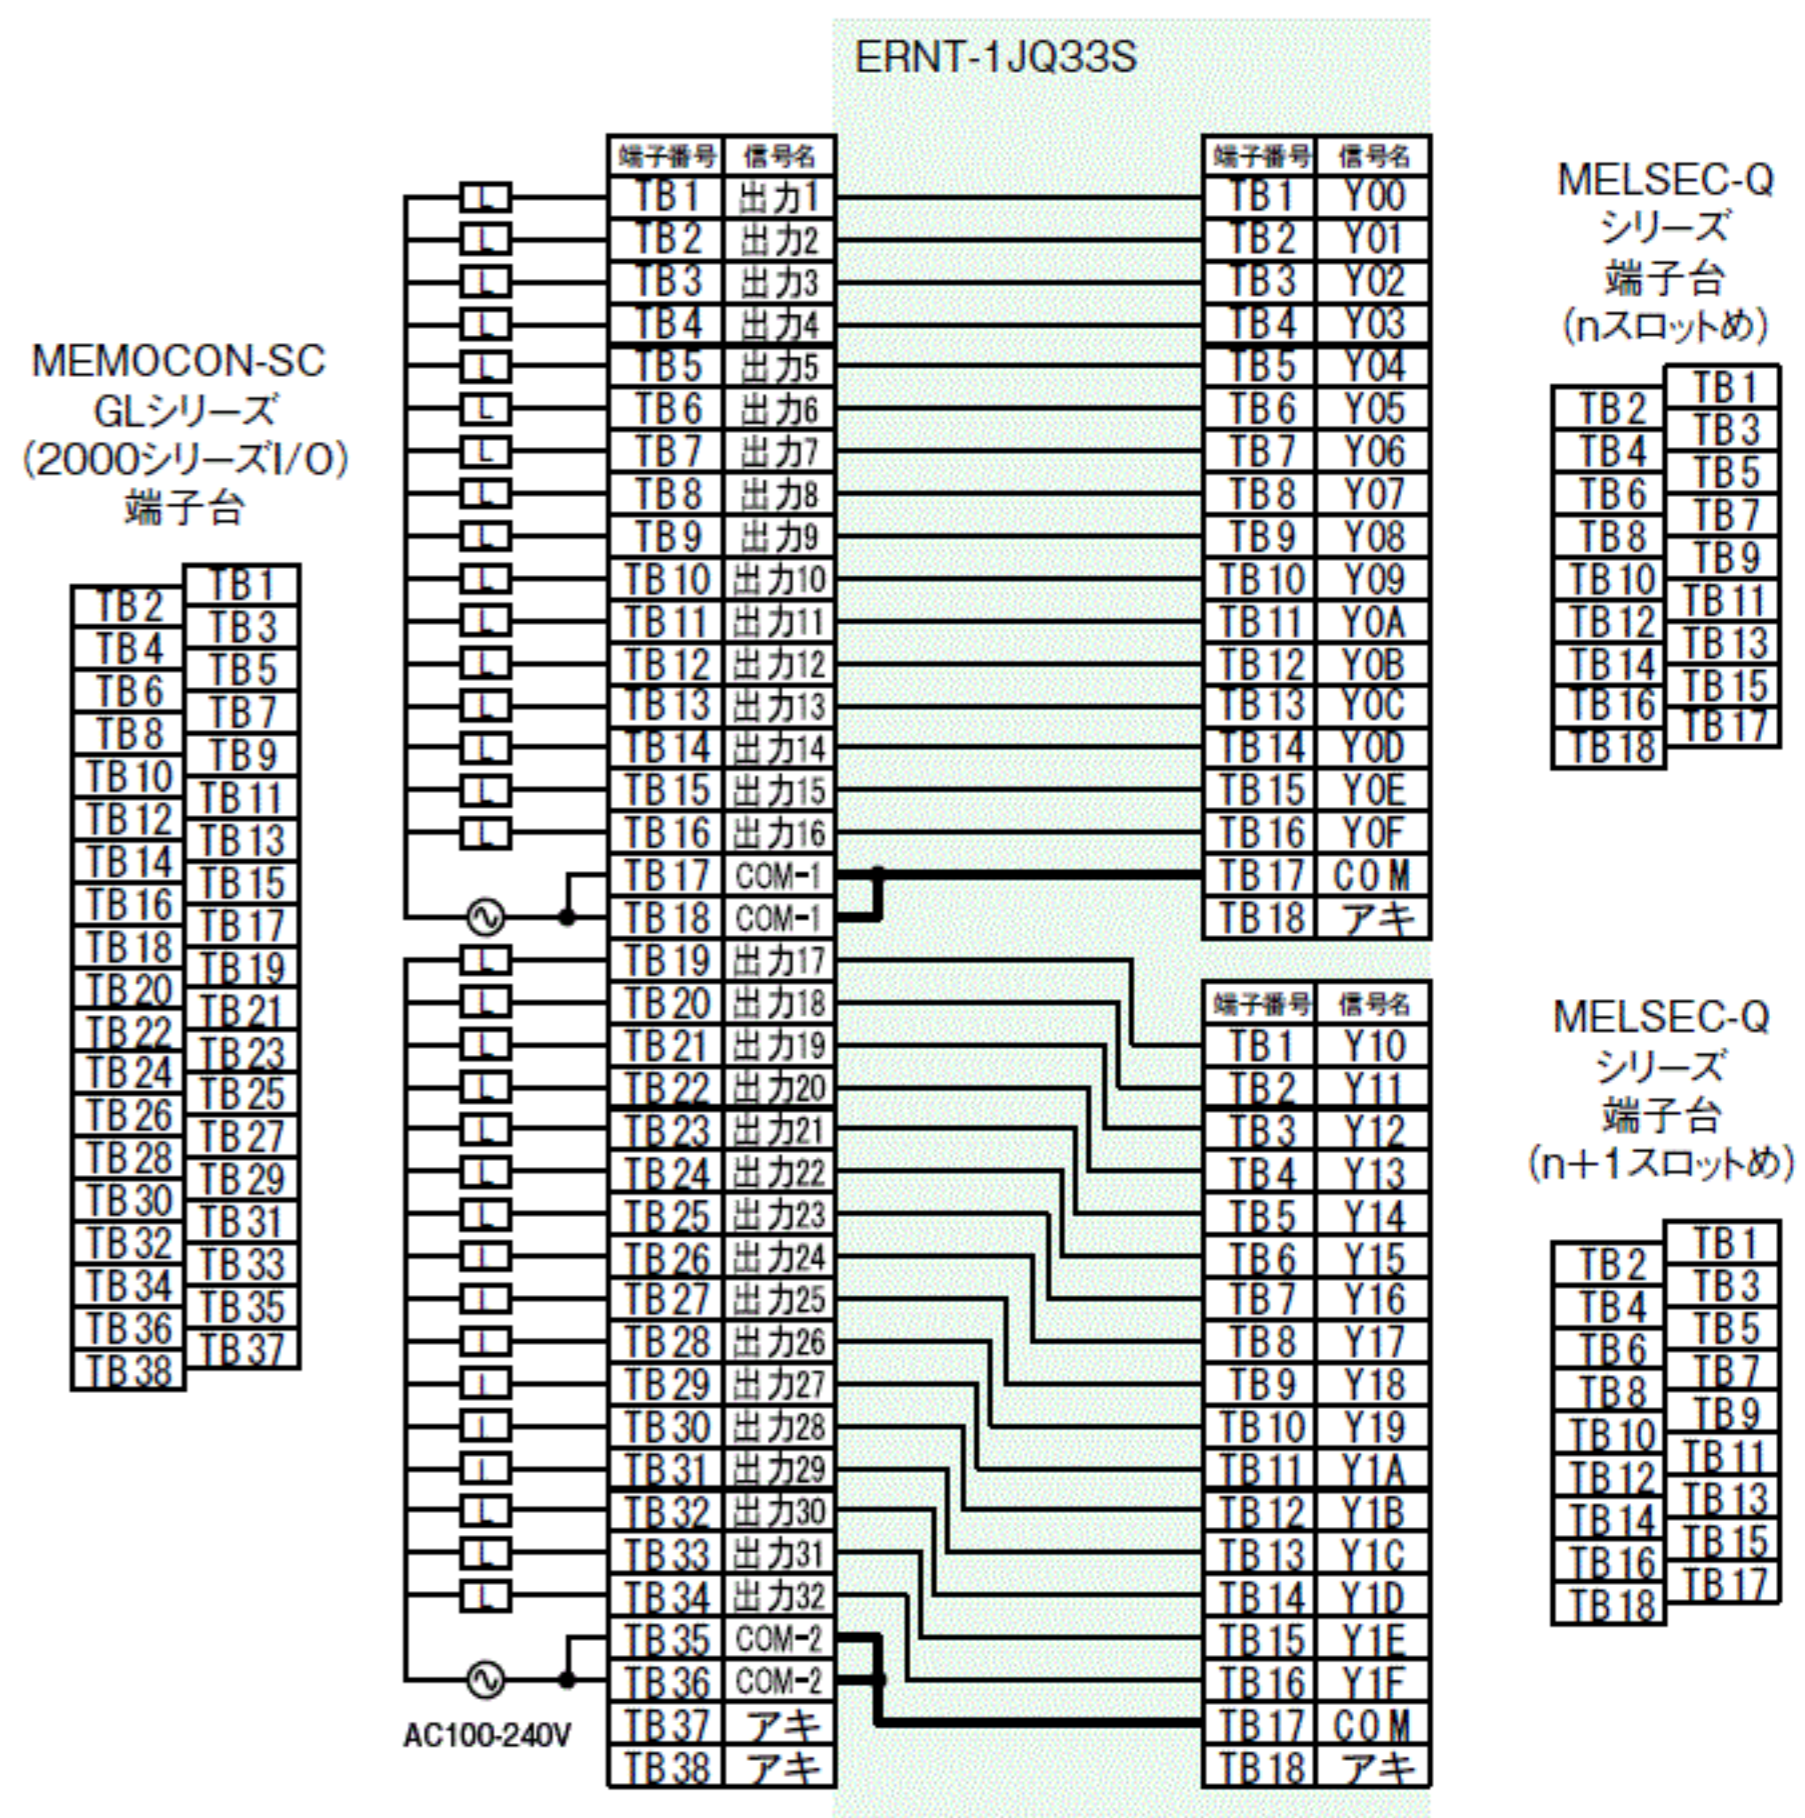 ERNT-1JQ33S
MEMOCON-SC
GLシリーズ
(2000シリーズI/O)
端子台
TB1
TB2
TB3
TB4
TB5
TB6
TB7
TB8
TB9
TB10
TB11
TB12
TB13
TB14
TB15
TB16
TB17
TB18
TB19
TB20
TB21
TB22
TB23
TB24
TB25
TB26
TB27
TB28
TB29
TB30
TB31
TB32
TB33
TB34
TB35
TB36
TB37
TB38
端子番号 信号名
L TB1 出力1
L TB2 出力2
L TB3 出力3
L TB4 出力4
L TB5 出力5
L TB6 出力6
L TB7 出力7
L TB8 出力8
L TB9 出力9
L TB10 出力10
L TB11 出力11
L TB12 出力12
L TB13 出力13
L TB14 出力14
L TB15 出力15
L TB16 出力16
TB17 COM-1
TB18 COM-1
L TB19 出力17
L TB20 出力18
L TB21 出力19
L TB22 出力20
L TB23 出力21
L TB24 出力22
L TB25 出力23
L TB26 出力24
L TB27 出力25
L TB28 出力26
L TB29 出力27
L TB30 出力28
L TB31 出力29
L TB32 出力30
L TB33 出力31
L TB34 出力32
TB35 COM-2
TB36 COM-2
TB37 アキ
TB38 アキ
AC100-240V
端子番号 信号名
TB1 Y00
TB2 Y01
TB3 Y02
TB4 Y03
TB5 Y04
TB6 Y05
TB7 Y06
TB8 Y07
TB9 Y08
TB10 Y09
TB11 Y0A
TB12 Y0B
TB13 Y0C
TB14 Y0D
TB15 Y0E
TB16 Y0F
TB17 COM
TB18 アキ
端子番号 信号名
TB1 Y10
TB2 Y11
TB3 Y12
TB4 Y13
TB5 Y14
TB6 Y15
TB7 Y16
TB8 Y17
TB9 Y18
TB10 Y19
TB11 Y1A
TB12 Y1B
TB13 Y1C
TB14 Y1D
TB15 Y1E
TB16 Y1F
TB17 COM
TB18 アキ
MELSEC-Q
シリーズ
端子台
(nスロットめ)
TB1
TB2
TB3
TB4
TB5
TB6
TB7
TB8
TB9
TB10
TB11
TB12
TB13
TB14
TB15
TB16
TB17
TB18
MELSEC-Q
シリーズ
端子台
(n+1スロットめ)
TB1
TB2
TB3
TB4
TB5
TB6
TB7
TB8
TB9
TB10
TB11
TB12
TB13
TB14
TB15
TB16
TB17
TB18